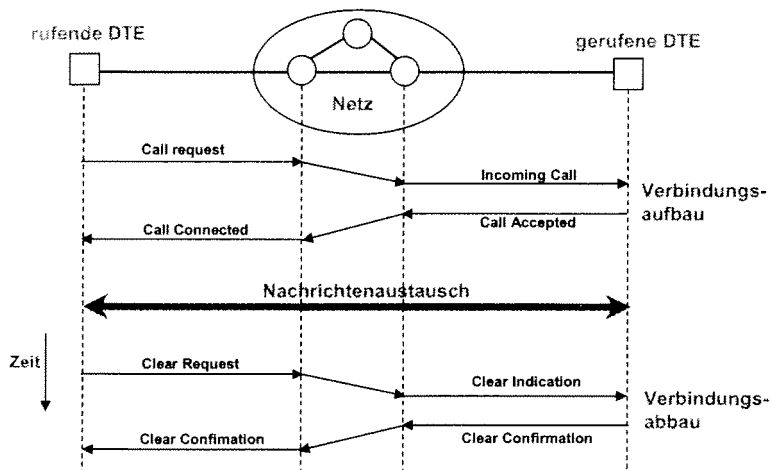 rufende DTE
gerufene DTE
Netz
Call request
Incoming Call
Verbindungs-
aufbau
Call Accepted
Call Connected
Nachrichtenaustausch
Zeit
Clear Request
Clear Indication
Verbindungs-
abbau
Clear Confirmation
Clear Confimation